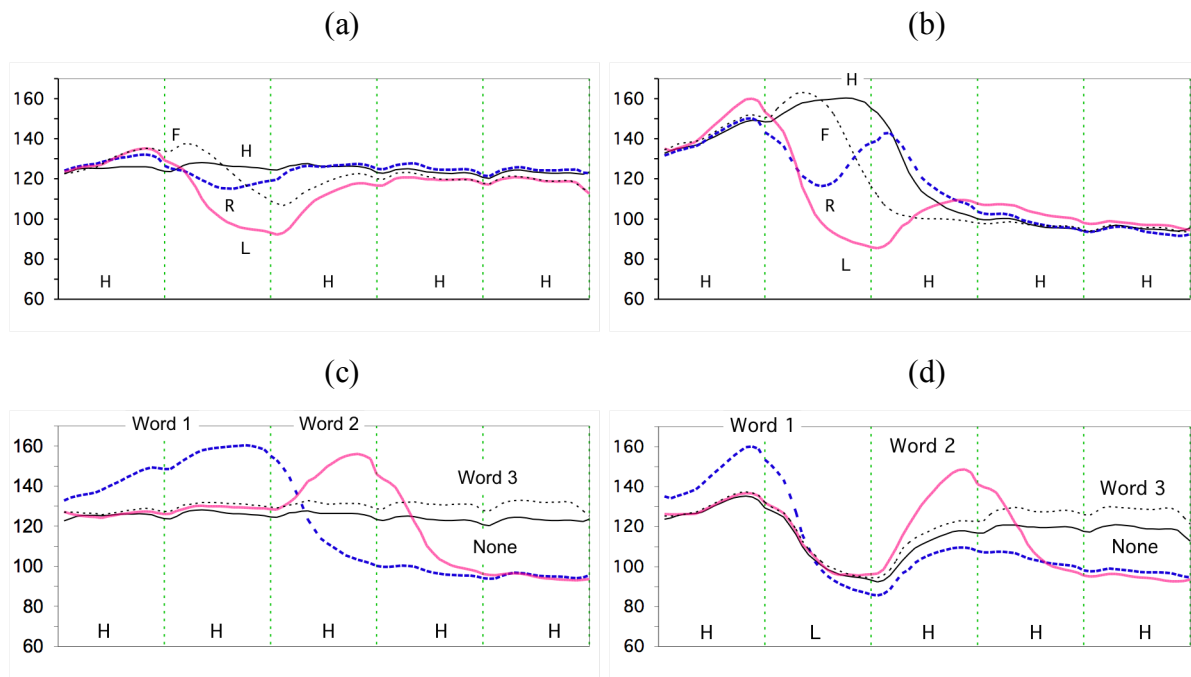 (a) (b)
160
140
120
100
80
60
F
H
R
L
H H H H
160
140
120
100
80
60
H
F
R
L
H H H H
(c) (d)
160
140
120
100
80
60
Word 1 Word 2
Word 3
None
H H H H H
160
140
120
100
80
60
Word 1
Word 2
Word 3
None
H L H H H